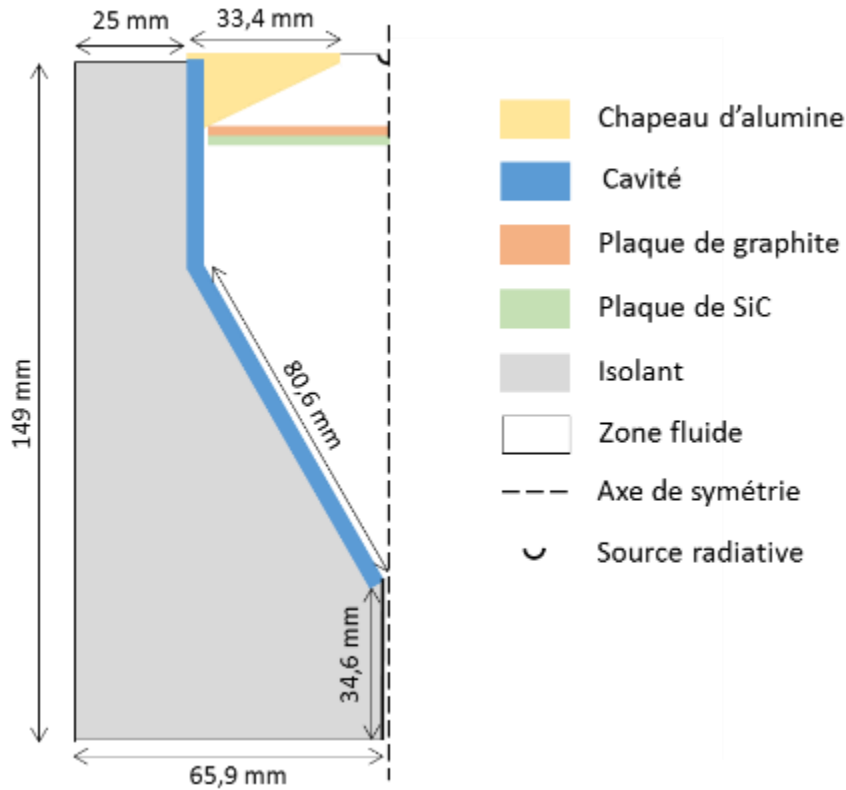 25 mm
33,4 mm
149 mm
80,6 mm
34,6 mm
65,9 mm
Chapeau d'alumine
Cavité
Plaque de graphite
Plaque de SiC
Isolant
Zone fluide
Axe de symétrie
Source radiative